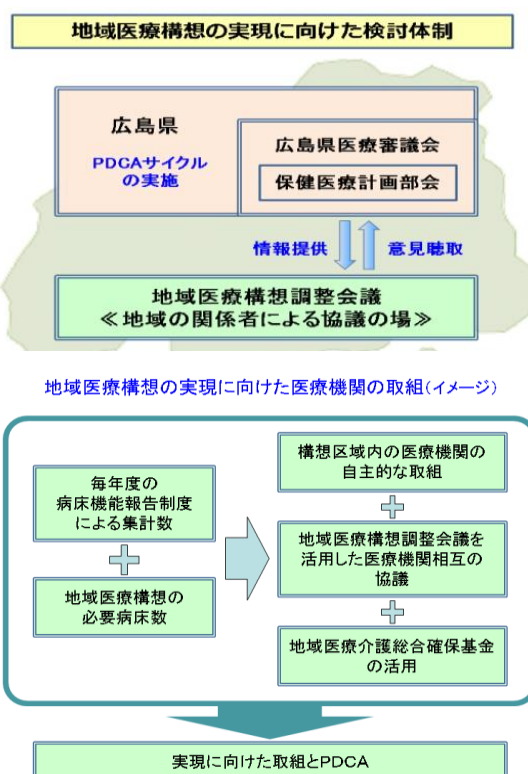 地域医療構想の実現に向けた検討体制
広島県
PDCAサイクル
の実施
広島県医療審議会
保健医療計画部会
情報提供
意見聴取
地域医療構想調整会議
≪地域の関係者による協議の場≫
地域医療構想の実現に向けた医療機関の取組(イメージ)
毎年度の
病床機能報告制度
による集計数
地域医療構想の
必要病床数
構想区域内の医療機関の
自主的な取組
地域医療構想調整会議を
活用した医療機関相互の
協議
地域医療介護総合確保基金
の活用
実現に向けた取組とPDCA